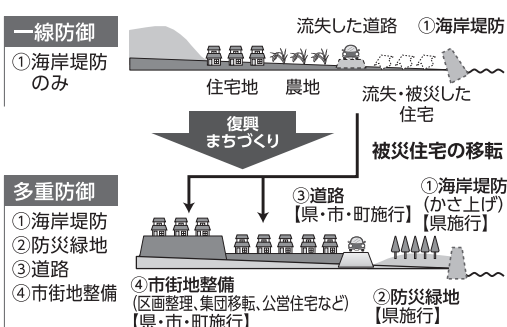 一線防御
①海岸堤防
のみ
流失した道路
①海岸堤防
住宅地
農地
流失・被災した
住宅
復興
まちづくり
被災住宅の移転
多重防御
①海岸堤防
②防災緑地
③道路
④市街地整備
③道路
【県・市・町施行】
①海岸堤防
(かさ上げ)
【県施行】
④市街地整備
(区画整理、集団移転、公営住宅など)
【県・市・町施行】
②防災緑地
【県施行】